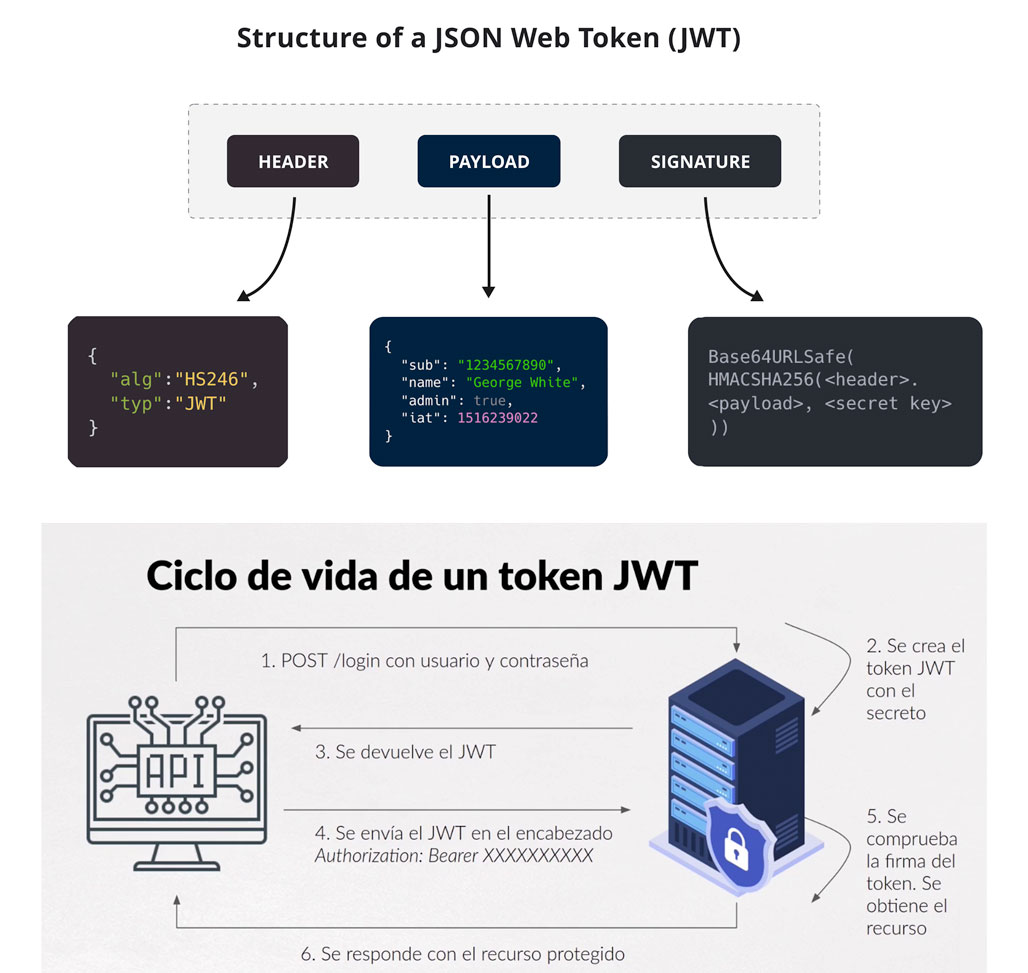 Structure of a JSON Web Token (JWT)
HEADER
PAYLOAD
SIGNATURE
{
"alg":"HS246",
"typ":"JWT"
}
{
"sub": "1234567890",
"name": "George White",
"admin": true,
"iat": 1516239022
}
Base64URLSafe(
HMACSHA256(<header>.
<payload>, <secret key>
))
Ciclo de vida de un token JWT
1. POST /login con usuario y contraseña
2. Se crea el
token JWT
con el
secreto
API
3. Se devuelve el JWT
4. Se envía el JWT en el encabezado
Authorization: Bearer XXXXXXXXXX
5. Se
comprueba
la firma del
token. Se
obtiene el
recurso
6. Se responde con el recurso protegido